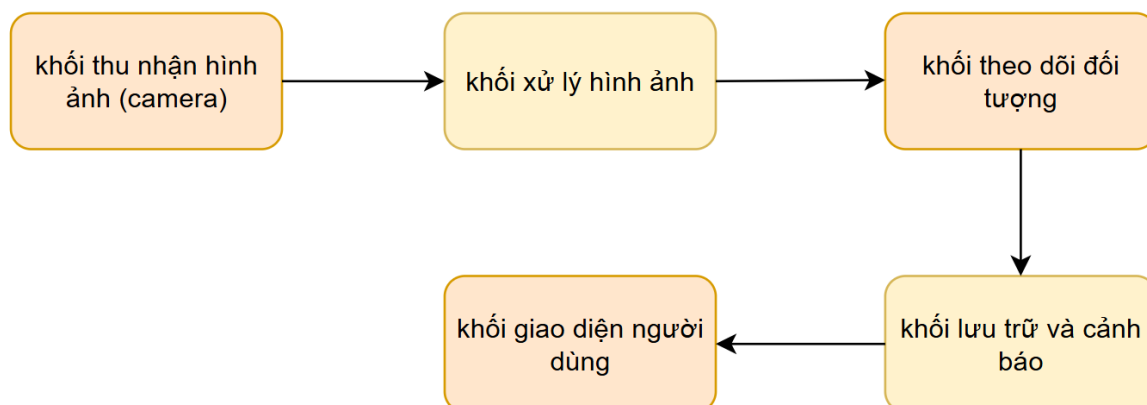 khối thu nhận hình
ảnh (camera)
khối xử lý hình ảnh
khối theo dõi đối
tượng
khối giao diện người
dùng
khối lưu trữ và cảnh
báo